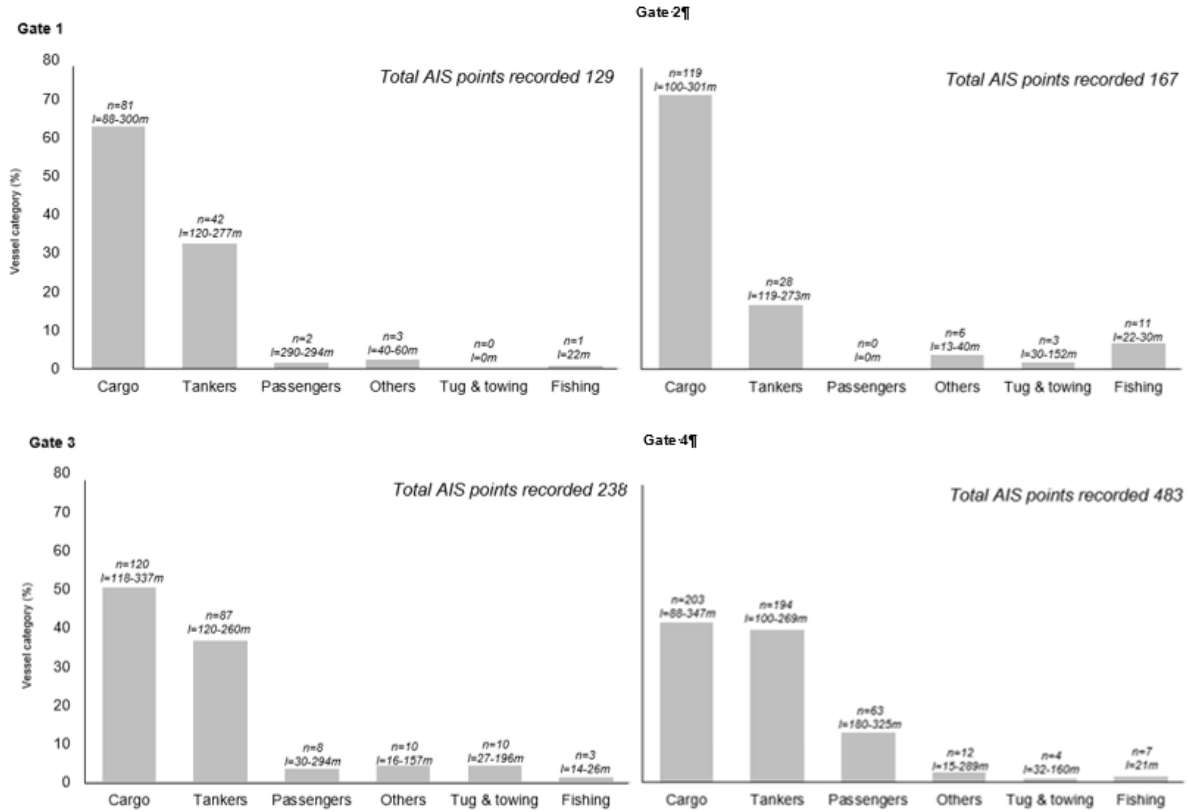 Gate 1
Total AIS points recorded 129
Vessel category (%)
80
70
60
50
40
30
20
10
0
n=81
l=88-300m
n=42
l=120-277m
n=2
l=290-294m
n=3
l=40-60m
n=0
l=0m
n=1
l=22m
Cargo Tankers Passengers Others Tug & towing Fishing
Gate·2¶
Total AIS points recorded 167
n=119
l=100-301m
n=28
l=119-273m
n=0
l=0m
n=6
l=13-40m
n=3
l=30-152m
n=11
l=22-30m
Cargo Tankers Passengers Others Tug & towing Fishing
Gate 3
Total AIS points recorded 238
Vessel category (%)
80
70
60
50
40
30
20
10
0
n=120
l=118-337m
n=87
l=120-260m
n=8
l=30-294m
n=10
l=16-157m
n=10
l=27-196m
n=3
l=14-26m
Cargo Tankers Passengers Others Tug & towing Fishing
Gate·4¶
Total AIS points recorded 483
n=203
l=88-347m
n=194
l=100-269m
n=63
l=180-325m
n=12
l=15-289m
n=4
l=32-160m
n=7
l=21m
Cargo Tankers Passengers Others Tug & towing Fishing